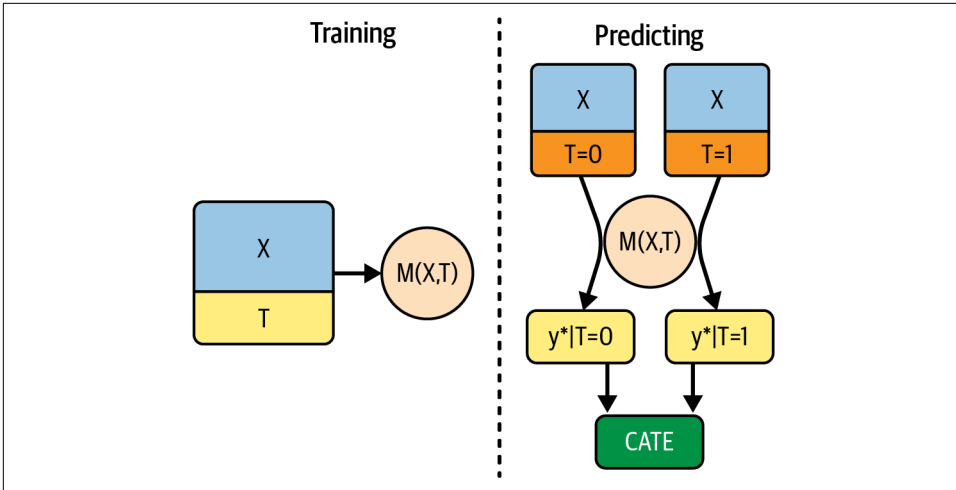 Training
X
T
M(X,T)
Predicting
X
T=0
X
T=1
M(X,T)
y*|T=0
y*|T=1
CATE